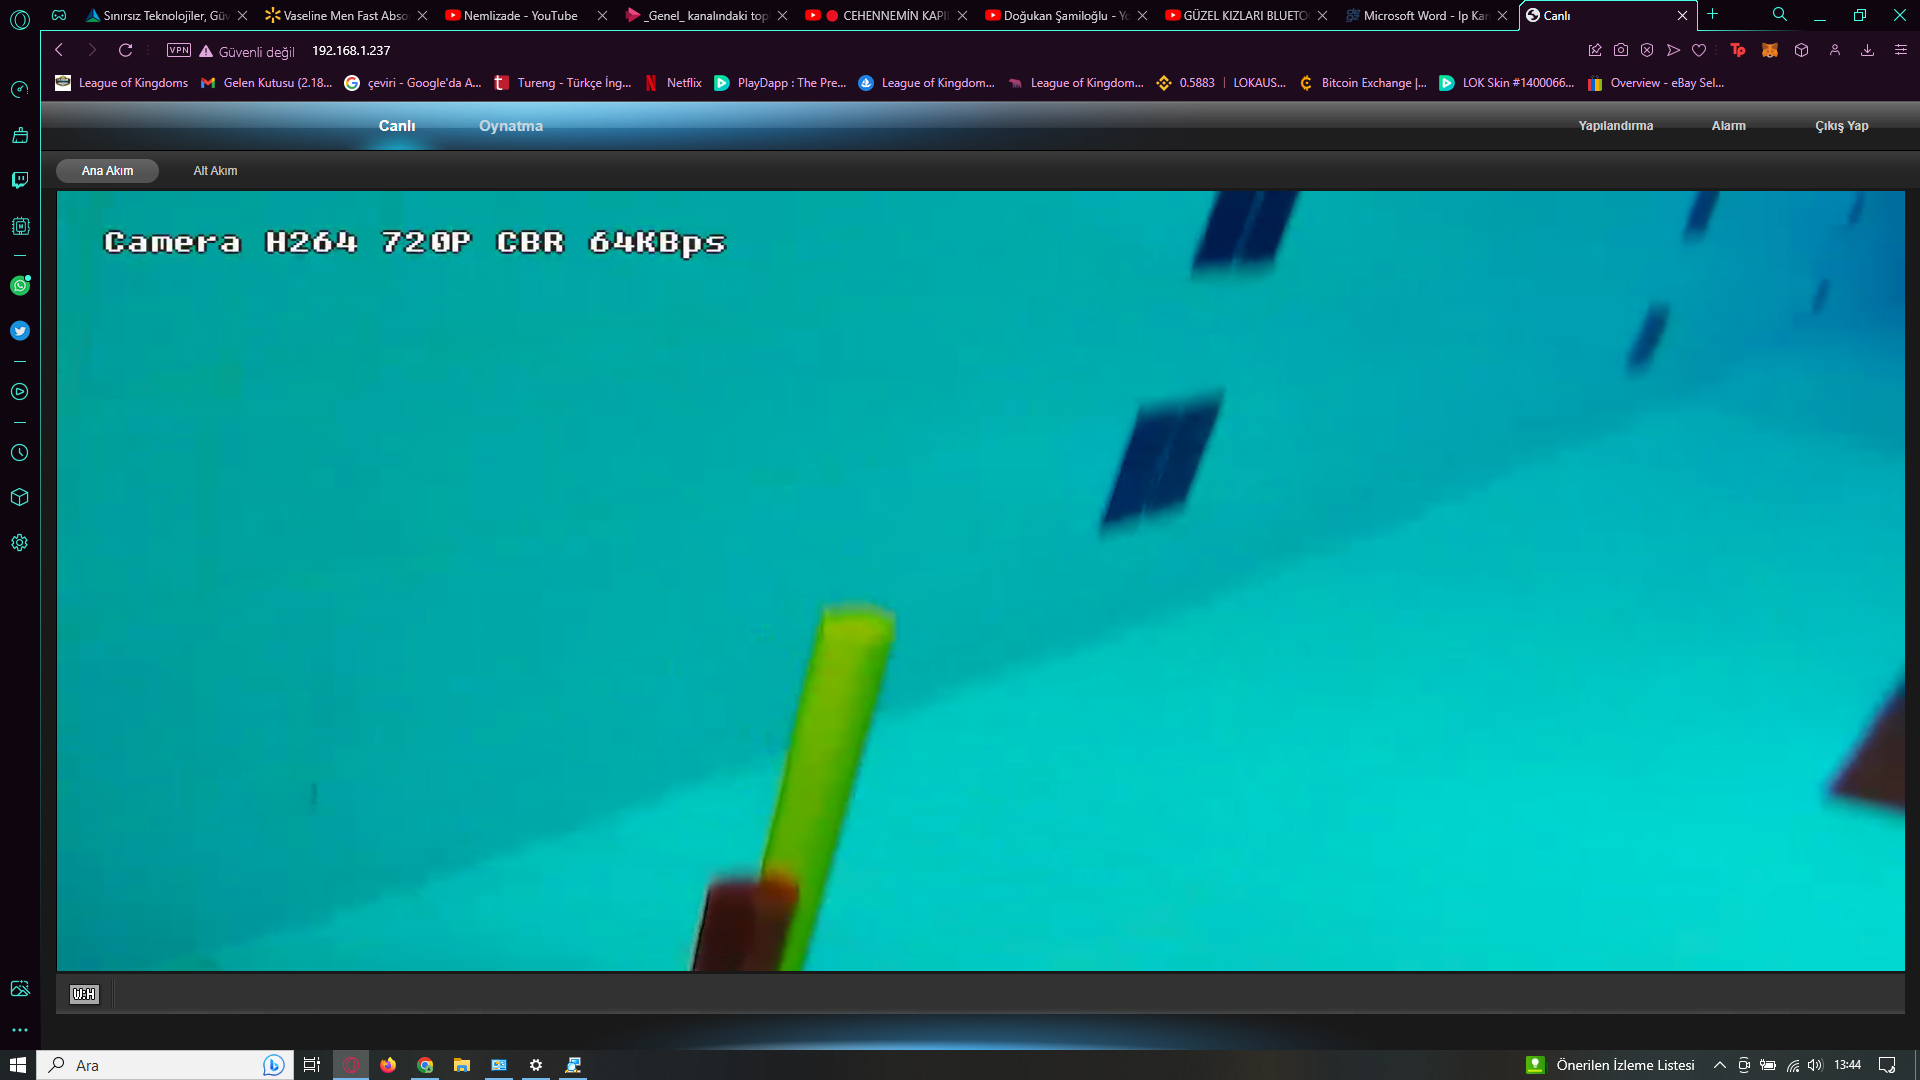 Sınırsız Teknolojiler, Güv
Vaseline Men Fast Abso
Nemlizade - YouTube
_Genel_ kanalındaki top
CEHENNEMİN KAPI
Doğukan Şamiloğlu - Yo
GÜZEL KIZLARI BLUETO
Microsoft Word - Ip Kam
Canlı
VPN Güvenli değil 192.168.1.237
Tp
League of Kingdoms
Gelen Kutusu (2.18...
çeviri - Google'da A...
Tureng - Türkçe İng...
Netflix
PlayDapp : The Pre...
League of Kingdom...
League of Kingdom...
0.5883 | LOKAUS...
Bitcoin Exchange |...
LOK Skin #1400066...
Overview - eBay Sel...
Canlı Oynatma Yapılandırma Alarm Çıkış Yap
Ana Akım Alt Akım
Camera H264 720P CBR 64KBps
W:H
Ara
Önerilen İzleme Listesi
13:44